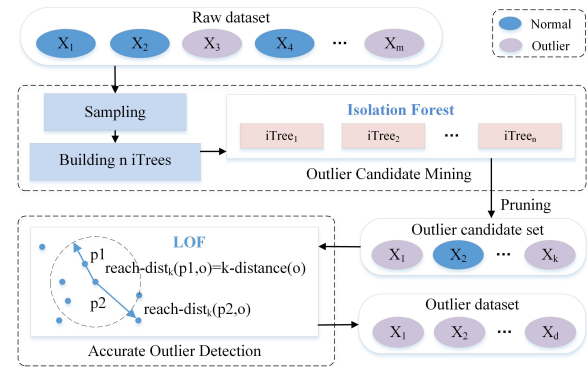 Raw dataset
X1 X2 X3 X4 ··· Xm
Normal
Outlier
Sampling
Building n iTrees
Isolation Forest
iTree1 iTree2 ··· iTreen
Outlier Candidate Mining
Pruning
Outlier candidate set
X1 X2 ··· Xk
LOF
p1
reach-distk(p1,o)=k-distance(o)
p2
reach-distk(p2,o)
Accurate Outlier Detection
Outlier dataset
X1 X2 ··· Xd